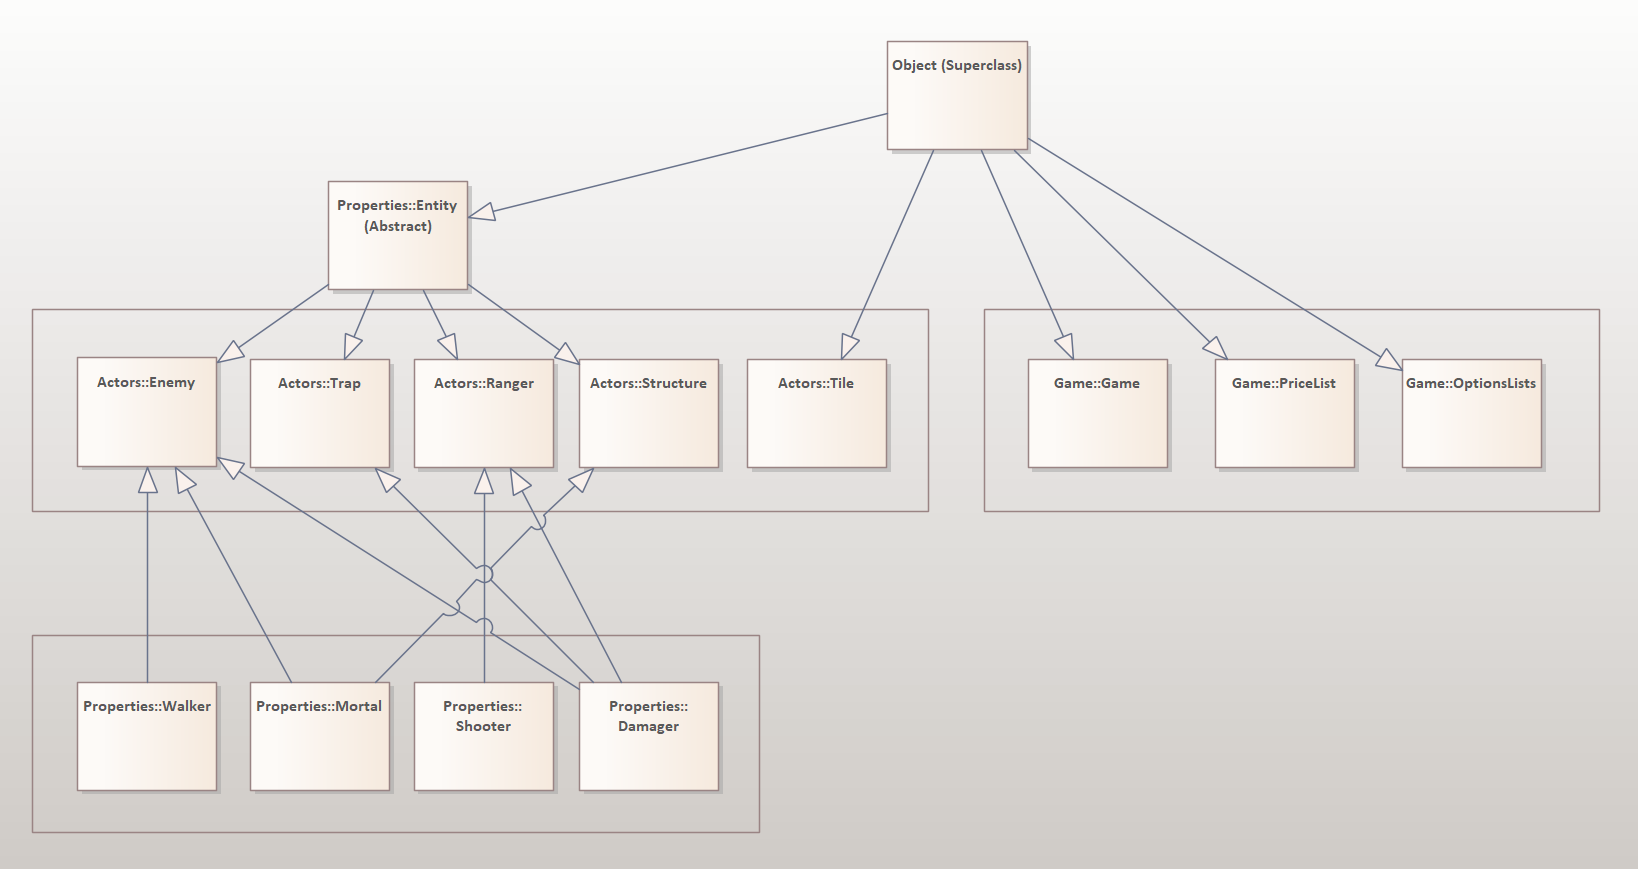 Object (Superclass)
Properties::Entity
(Abstract)
Actors::Enemy
Actors::Trap
Actors::Ranger
Actors::Structure
Actors::Tile
Game::Game
Game::PriceList
Game::OptionsLists
Properties::Walker
Properties::Mortal
Properties::
Shooter
Properties::
Damager